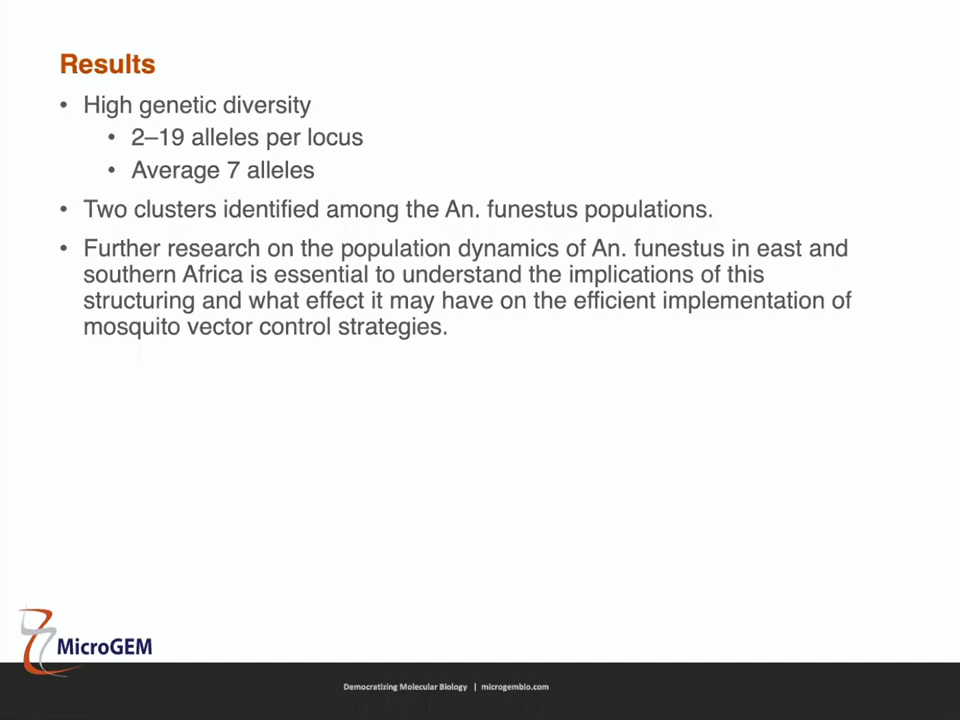 Results
• High genetic diversity
• 2–19 alleles per locus
• Average 7 alleles
• Two clusters identified among the An. funestus populations.
• Further research on the population dynamics of An. funestus in east and
southern Africa is essential to understand the implications of this
structuring and what effect it may have on the efficient implementation of
mosquito vector control strategies.
MicroGEM
Democratizing Molecular Biology | microgembio.com